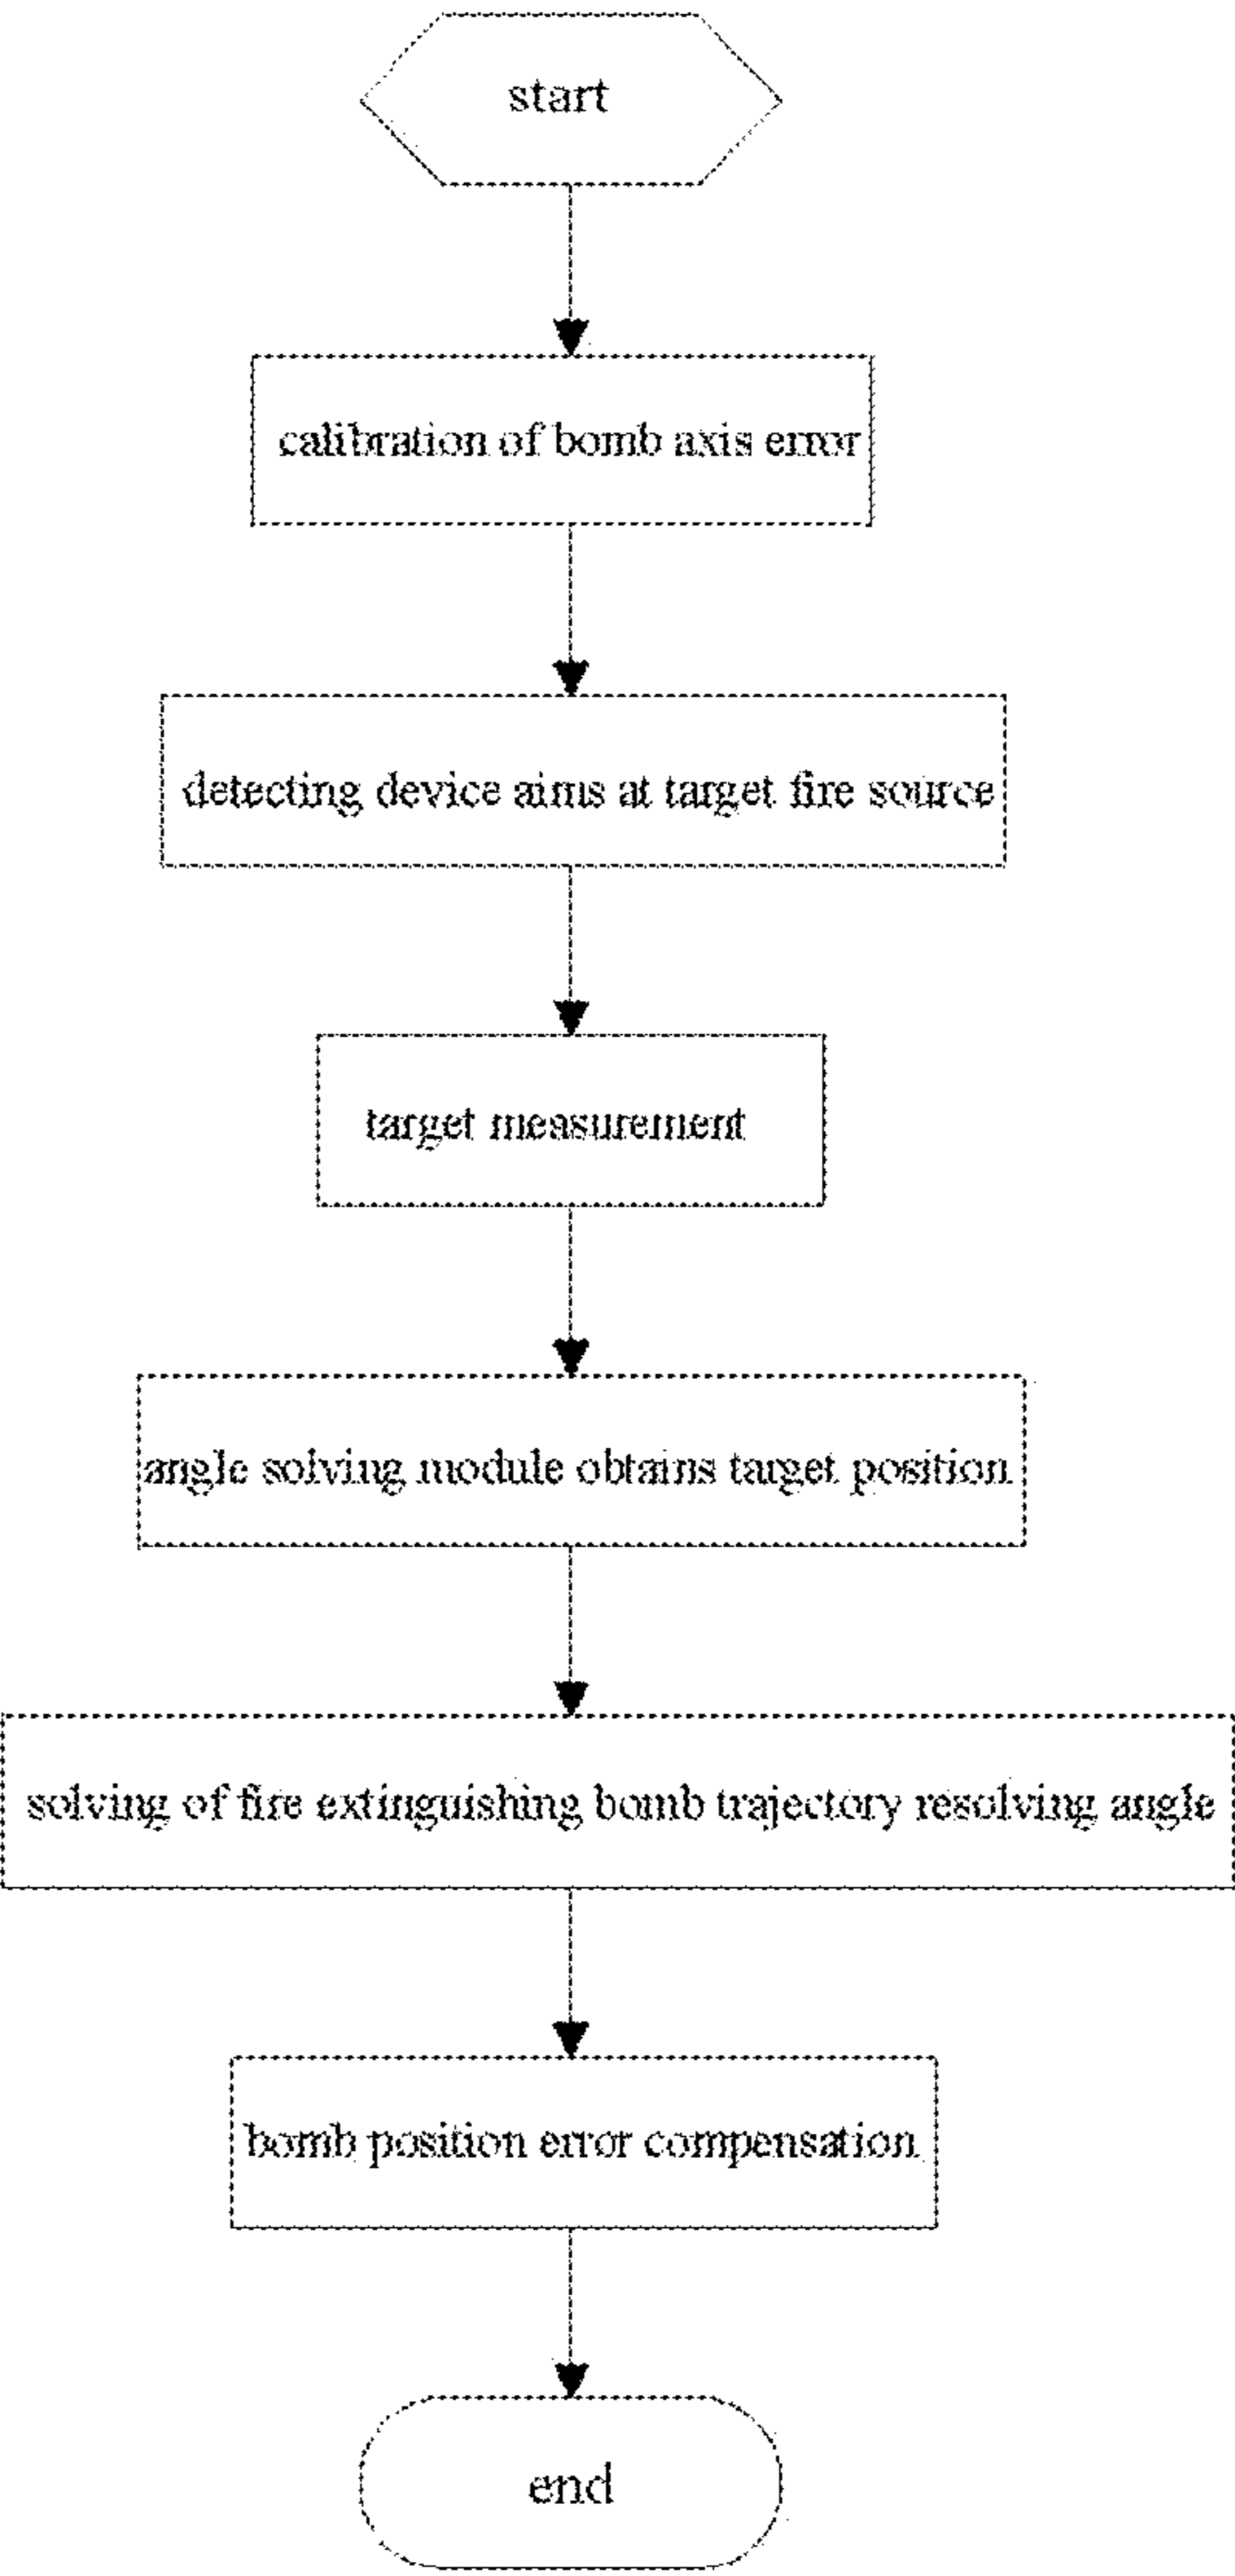 start
calibration of bomb axis error
detecting device aims at target fire source
target measurement
angle solving module obtains target position
solving of fire extinguishing bomb trajectory resolving angle
bomb position error compensation
end